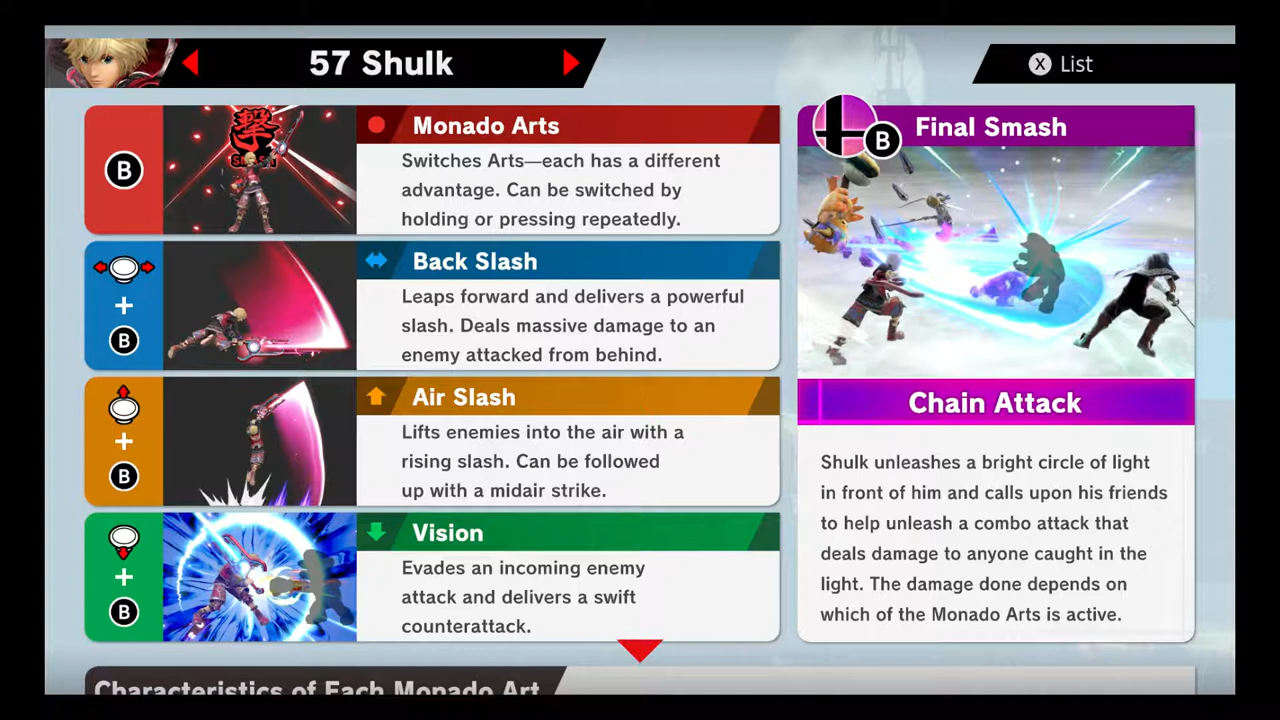 57 Shulk
X List
B
撃
SMASH
Monado Arts
Switches Arts—each has a different
advantage. Can be switched by
holding or pressing repeatedly.
+
B
Back Slash
Leaps forward and delivers a powerful
slash. Deals massive damage to an
enemy attacked from behind.
+
B
Air Slash
Lifts enemies into the air with a
rising slash. Can be followed
up with a midair strike.
+
B
Vision
Evades an incoming enemy
attack and delivers a swift
counterattack.
B
Final Smash
Chain Attack
Shulk unleashes a bright circle of light
in front of him and calls upon his friends
to help unleash a combo attack that
deals damage to anyone caught in the
light. The damage done depends on
which of the Monado Arts is active.
Characteristics of Each Monado Art